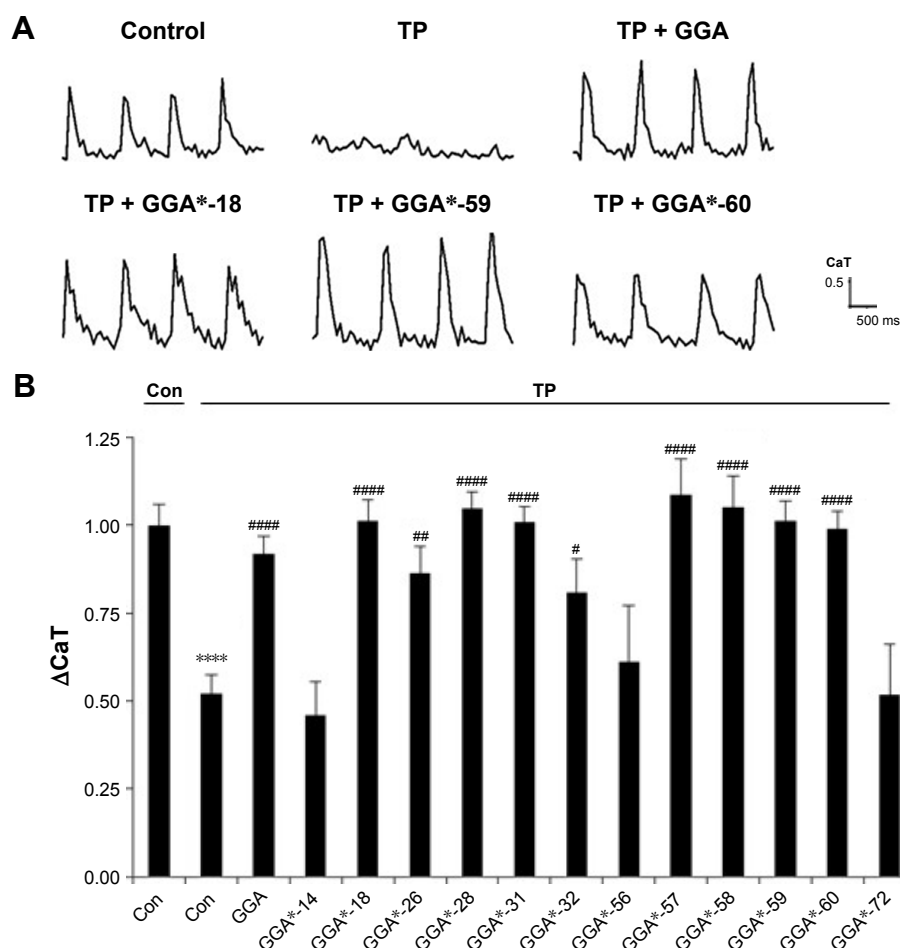 A
Control TP TP + GGA
TP + GGA*-18 TP + GGA*-59 TP + GGA*-60
CaT
0.5
500 ms
B
Con TP
1.25
1.00
0.75
0.50
0.25
0.00
ΔCaT
****
####
####
##
####
####
#
####
####
####
####
Con Con GGA GGA*-14 GGA*-18 GGA*-26 GGA*-28 GGA*-31 GGA*-32 GGA*-56 GGA*-57 GGA*-58 GGA*-59 GGA*-60 GGA*-72